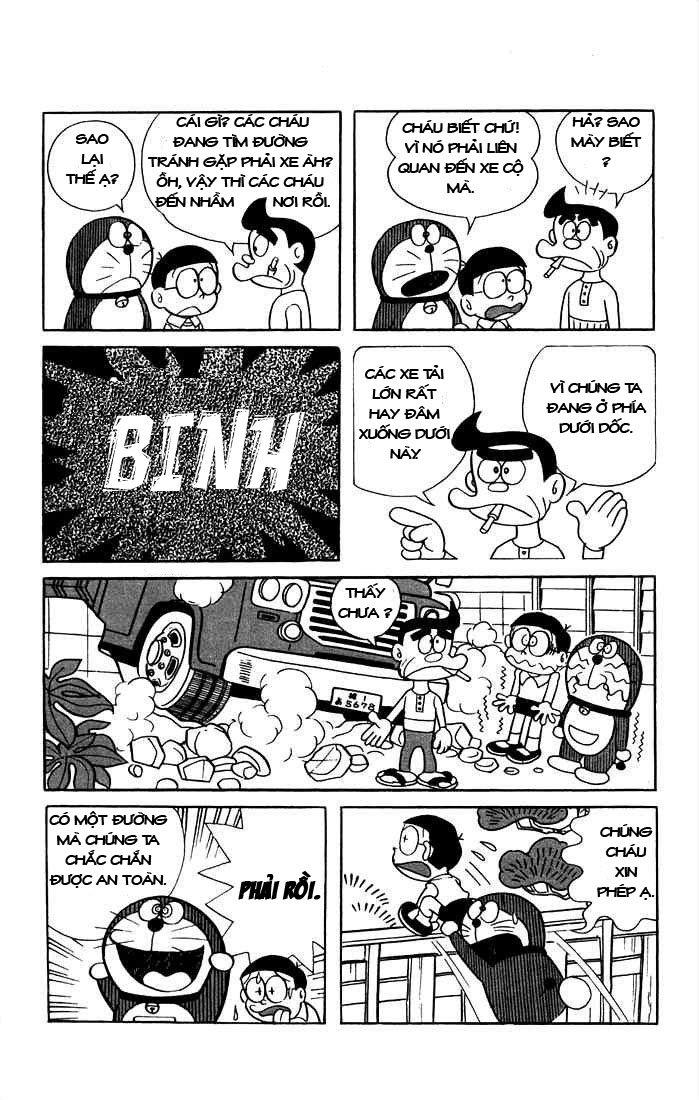 SAO
LẠI
THẾ Ạ?
CÁI GÌ? CÁC CHÁU
ĐANG TÌM ĐƯỜNG
TRÁNH GẶP PHẢI XE ÀH?
ỒH, VẬY THÌ CÁC CHÁU
ĐẾN NHẦM NƠI RỒI.
CHÁU BIẾT CHỨ!
VÌ NÓ PHẢI LIÊN
QUAN ĐẾN XE CỘ
MÀ.
HẢ? SAO
MÀY BIẾT
?
BINH
CÁC XE TẢI
LỚN RẤT
HAY ĐÂM
XUỐNG DƯỚI
NÀY.
VÌ CHÚNG TA
ĐANG Ở PHÍA
DƯỚI DỐC.
THẤY
CHƯA ?
5678
CÓ MỘT ĐƯỜNG
MÀ CHÚNG TA
CHẮC CHẮN
ĐƯỢC AN TOÀN.
PHẢI RỒI.
CHÚNG
CHÁU
XIN
PHÉP Ạ.